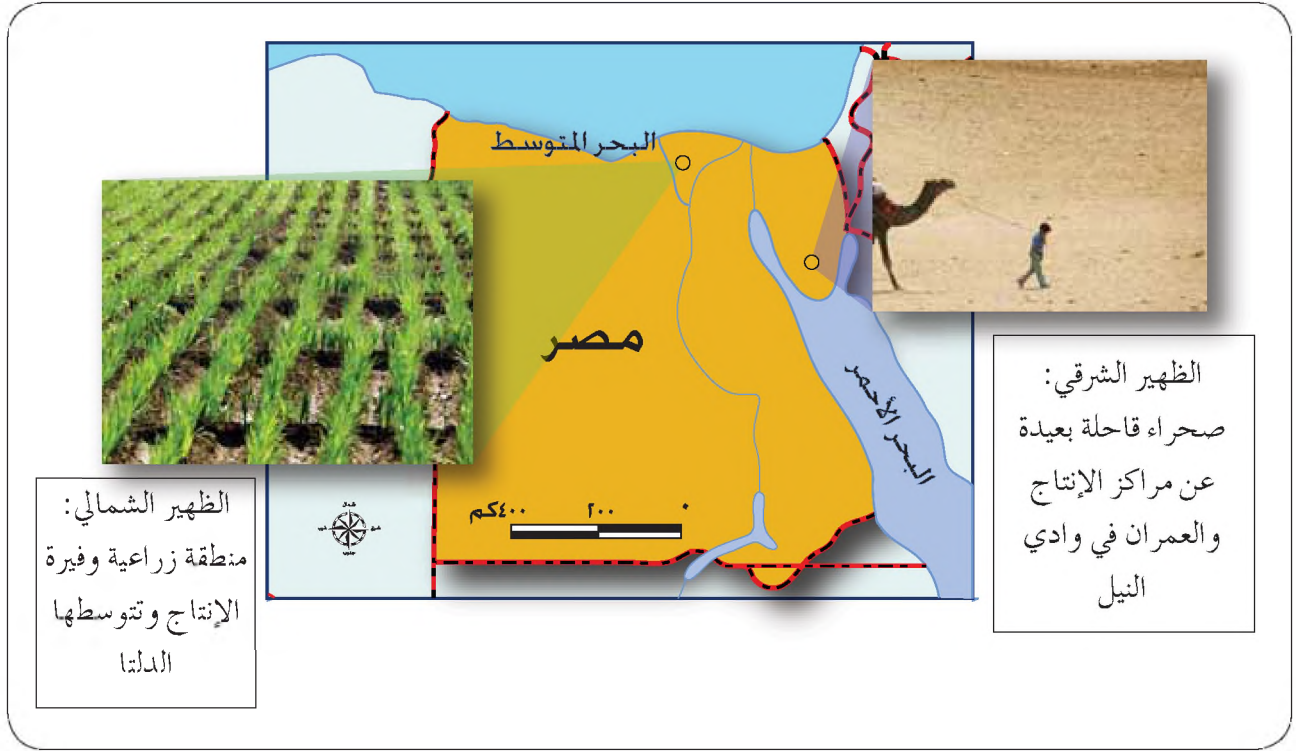 البحر المتوسط
مصر
البحر الأحمر
٤٠٠كم ٢٠٠ ٠
الظهير الشرقي:
صحراء قاحلة بعيدة
عن مراكز الإنتاج
والعمران في وادي
النيل
الظهير الشمالي:
منطقة زراعية وفيرة
الإنتاج وتتوسطها
الدلتا